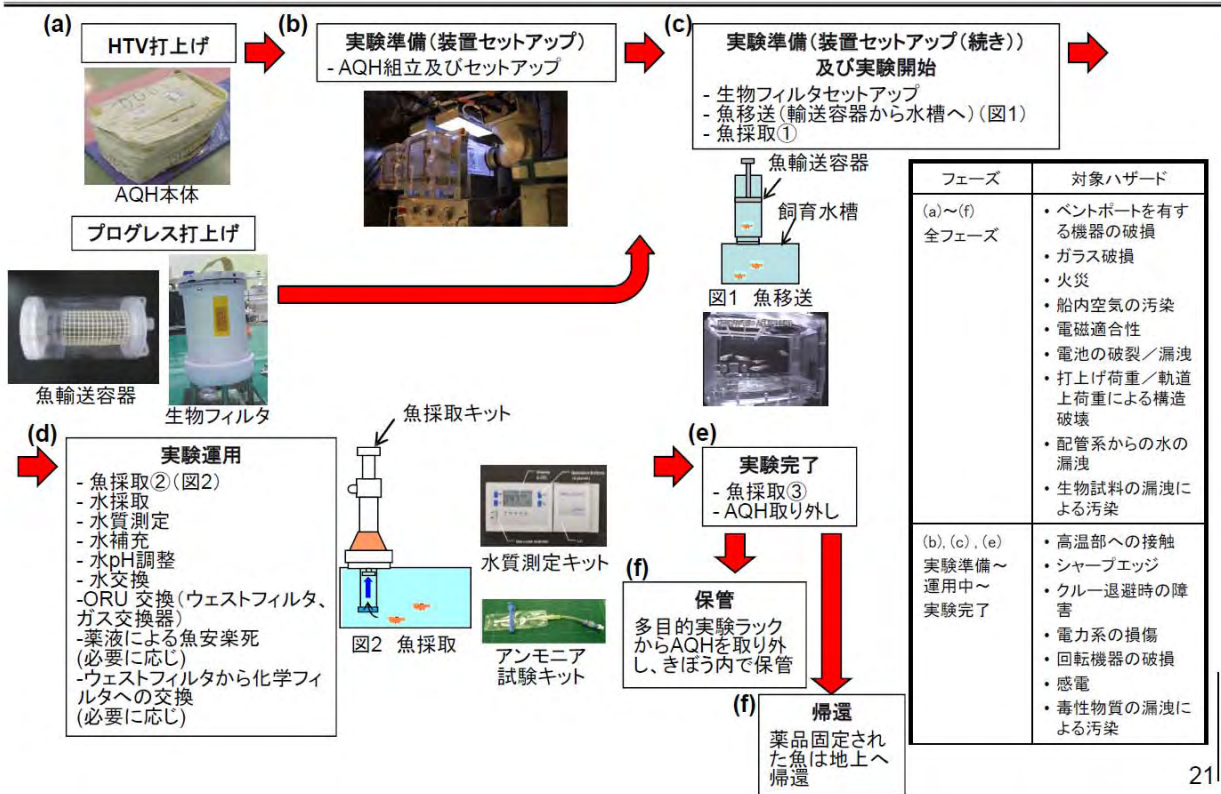 (a)
HTV打上げ
AQH本体
プログレス打上げ
魚輸送容器
生物フィルタ
(b)
実験準備(装置セットアップ)
- AQH組立及びセットアップ
(c)
実験準備(装置セットアップ(続き))
及び実験開始
- 生物フィルタセットアップ
- 魚移送(輸送容器から水槽へ)(図1)
- 魚採取①
魚輸送容器
飼育水槽
図1 魚移送
(d)
実験運用
- 魚採取②(図2)
- 水採取
- 水質測定
- 水補充
- 水pH調整
- 水交換
-ORU 交換(ウェストフィルタ、
ガス交換器)
-薬液による魚安楽死
(必要に応じ)
-ウェストフィルタから化学フィ
ルタへの交換
(必要に応じ)
魚採取キット
図2 魚採取
水質測定キット
アンモニア
試験キット
(e)
実験完了
- 魚採取③
- AQH取り外し
(f)
保管
多目的実験ラック
からAQHを取り外
し、きぼう内で保管
(f)
帰還
薬品固定され
た魚は地上へ
帰還
フェーズ
対象ハザード
(a)～(f)
全フェーズ
• ベントポートを有す
る機器の破損
• ガラス破損
• 火災
• 船内空気の汚染
• 電磁適合性
• 電池の破裂／漏洩
• 打上げ荷重／軌道
上荷重による構造
破壊
• 配管系からの水の
漏洩
• 生物試料の漏洩に
よる汚染
(b), (c) , (e)
実験準備～
運用中～
実験完了
• 高温部への接触
• シャープエッジ
• クルー退避時の障
害
• 電力系の損傷
• 回転機器の破損
• 感電
• 毒性物質の漏洩に
よる汚染
21